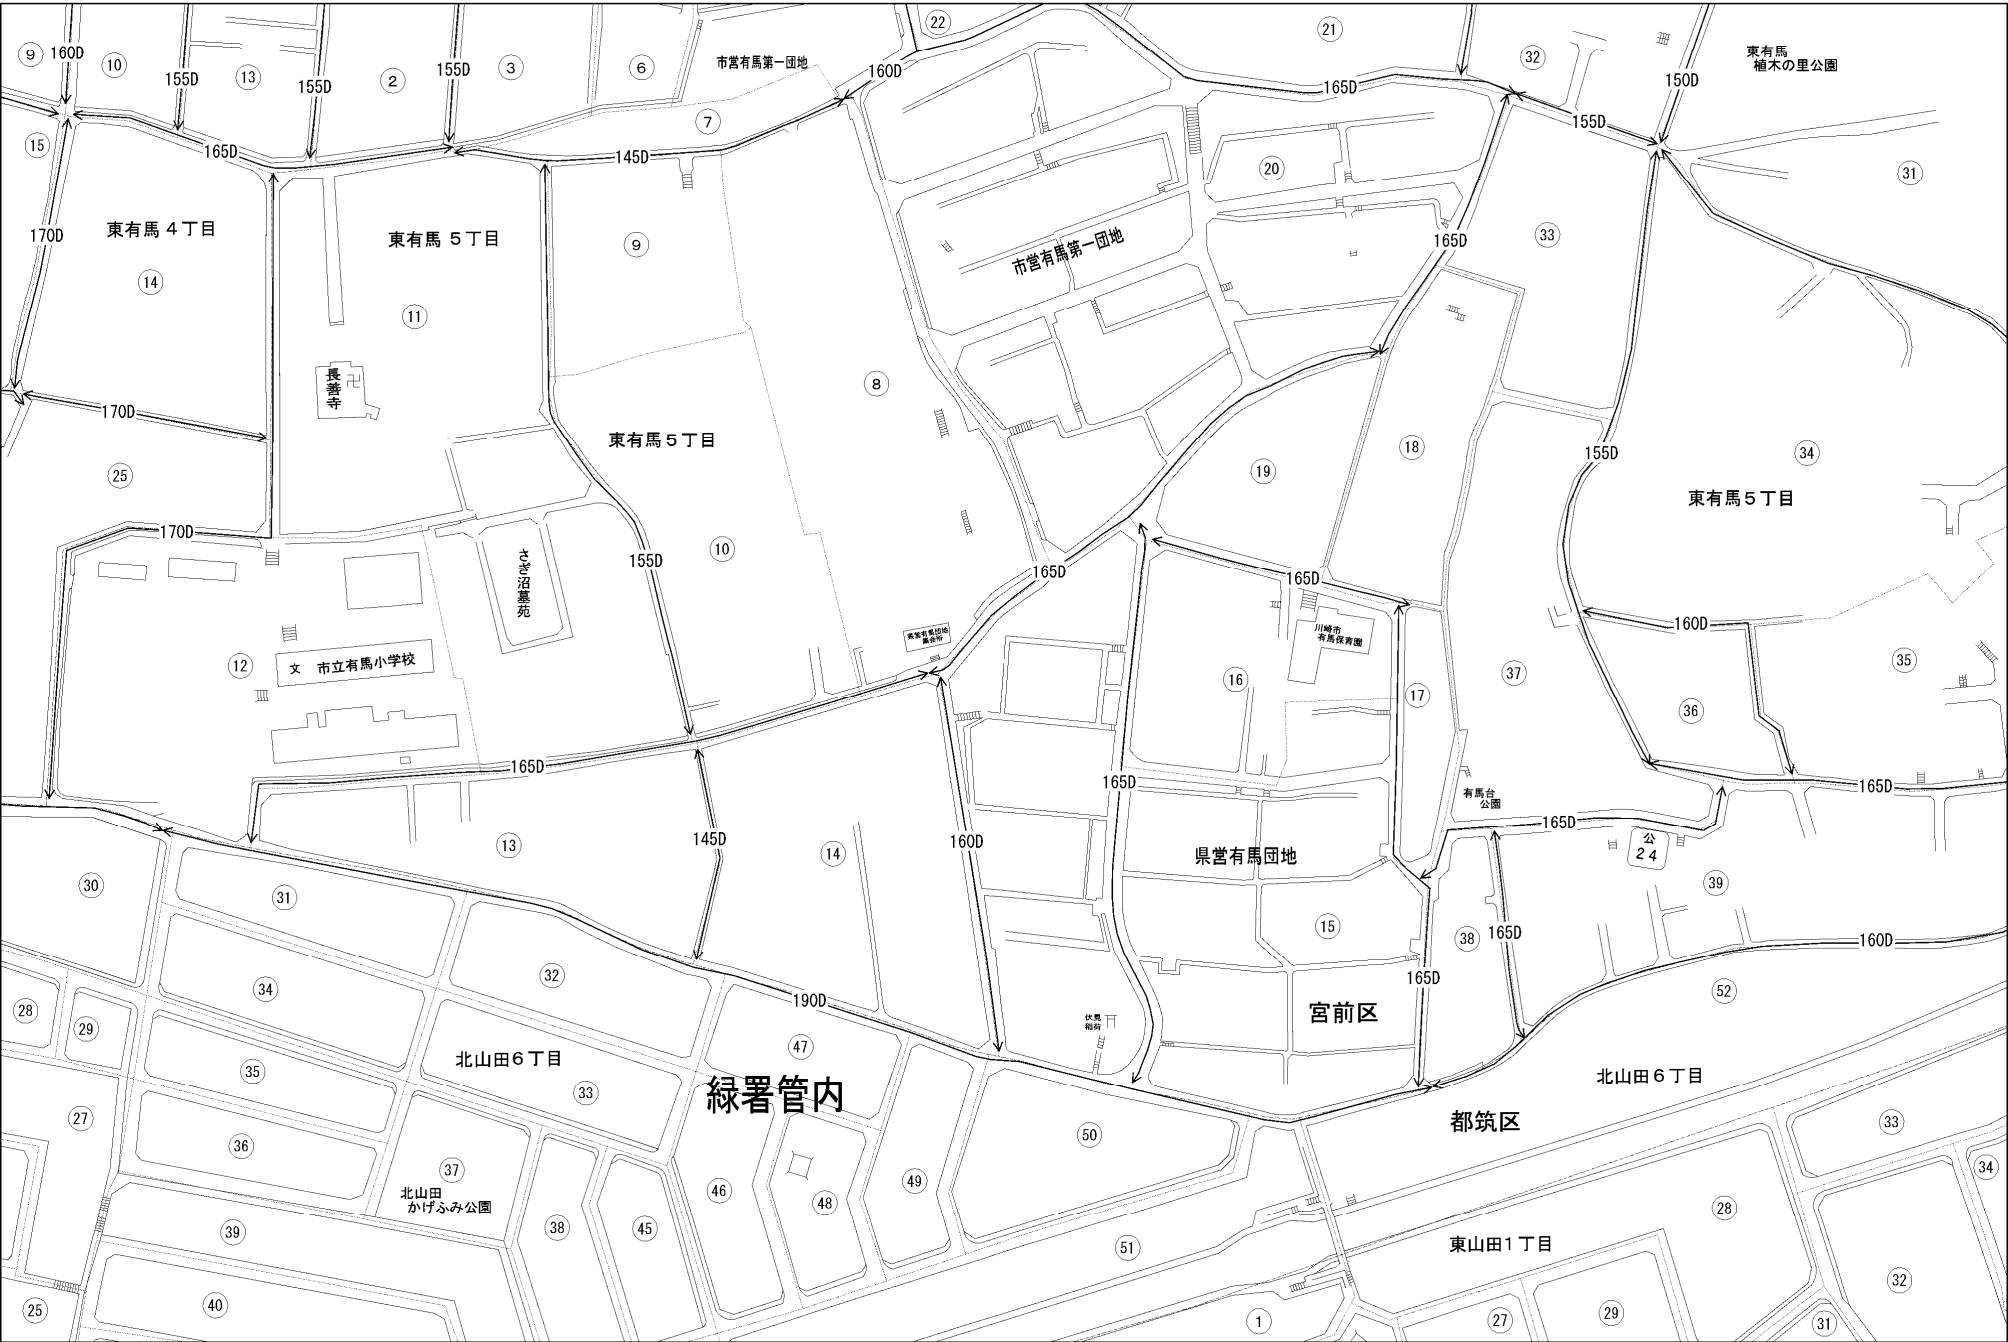 ㉒
㉑
⑨
160D
⑩
155D
⑬
155D
②
155D
③
⑥
市営有馬第一団地
160D
165D
㉜
150D
東有馬
植木の里公園
⑮
165D
145D
⑦
155D
⑳
㉛
170D
東有馬4丁目
⑭
東有馬 5丁目
⑪
⑨
市営有馬第一団地
165D
㉝
長善寺
卍
⑧
170D
東有馬5丁目
⑱
155D
㉞
㉕
⑲
東有馬5丁目
170D
さぎ沼墓苑
155D
⑩
165D
165D
160D
県営有馬団地
集会所
川崎市
有馬保育園
⑫
文 市立有馬小学校
⑯
⑰
㊲
㉟
㊱
165D
165D
165D
有馬台
公園
165D
145D
⑬
⑭
160D
県営有馬団地
公
24
㉚
㉛
⑮
㊳
165D
㊴
160D
㉜
165D
㉞
190D
52
㉘
㉙
伏見
稲荷
宮前区
㊼
北山田6丁目
㉟
㉝
緑署管内
北山田6丁目
㉗
都筑区
㊱
㊿
㉝
㊲
北山田
かげふみ公園
㊻
㊾
㊽
㉞
㊴
㊳
㊺
51
㉘
東山田1丁目
㉜
㊵
㉕
①
㉗
㉙
㉛